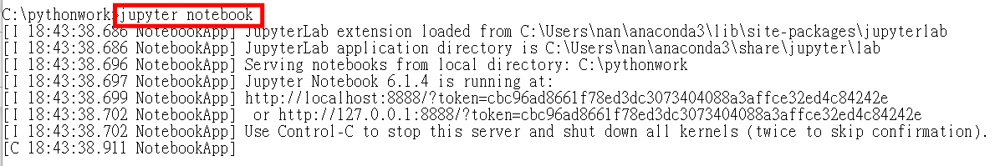 C:\pythonwork>jupyter notebook
[I 18:43:38.686 NotebookApp] JupyterLab extension loaded from C:\Users\nan\anaconda3\lib\site-packages\jupyterlab
[I 18:43:38.686 NotebookApp] JupyterLab application directory is C:\Users\nan\anaconda3\share\jupyter\lab
[I 18:43:38.696 NotebookApp] Serving notebooks from local directory: C:\pythonwork
[I 18:43:38.697 NotebookApp] Jupyter Notebook 6.1.4 is running at:
[I 18:43:38.699 NotebookApp] http://localhost:8888/?token=cbc96ad8661f78ed3dc3073404088a3affce32ed4c84242e
[I 18:43:38.702 NotebookApp]  or http://127.0.0.1:8888/?token=cbc96ad8661f78ed3dc3073404088a3affce32ed4c84242e
[I 18:43:38.702 NotebookApp] Use Control-C to stop this server and shut down all kernels (twice to skip confirmation).
[C 18:43:38.911 NotebookApp]